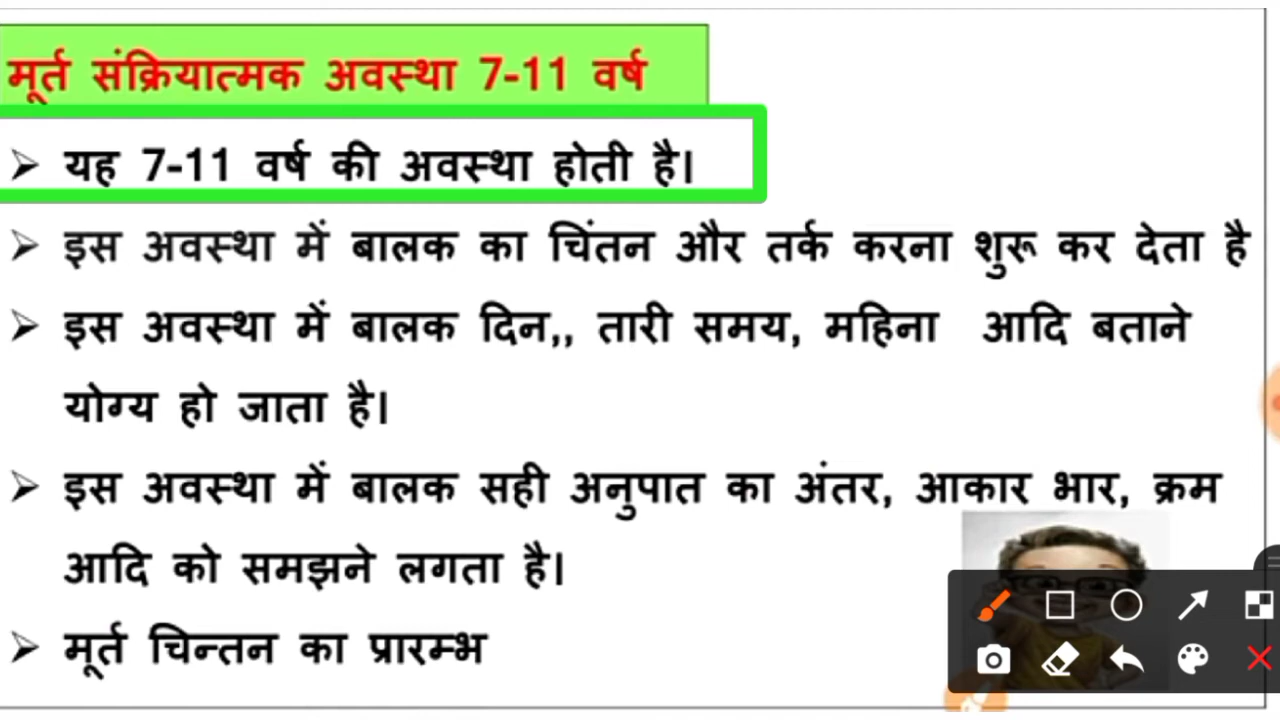 मूर्त संक्रियात्मक अवस्था 7-11 वर्ष
➢ यह 7-11 वर्ष की अवस्था होती है।
➢ इस अवस्था में बालक का चिंतन और तर्क करना शुरू कर देता है
➢ इस अवस्था में बालक दिन,, तारी समय, महिना आदि बताने
योग्य हो जाता है।
➢ इस अवस्था में बालक सही अनुपात का अंतर, आकार भार, क्रम
आदि को समझने लगता है।
➢ मूर्त चिन्तन का प्रारम्भ